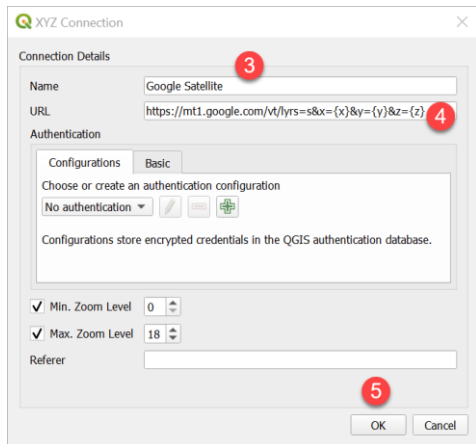 XYZ Connection
Connection Details
3
Name Google Satellite
URL https://mt1.google.com/vt/lyrs=s&x={x}&y={y}&z={z}
4
Authentication
Configurations Basic
Choose or create an authentication configuration
No authentication
Configurations store encrypted credentials in the QGIS authentication database.
Min. Zoom Level 0
Max. Zoom Level 18
Referer
5
OK Cancel